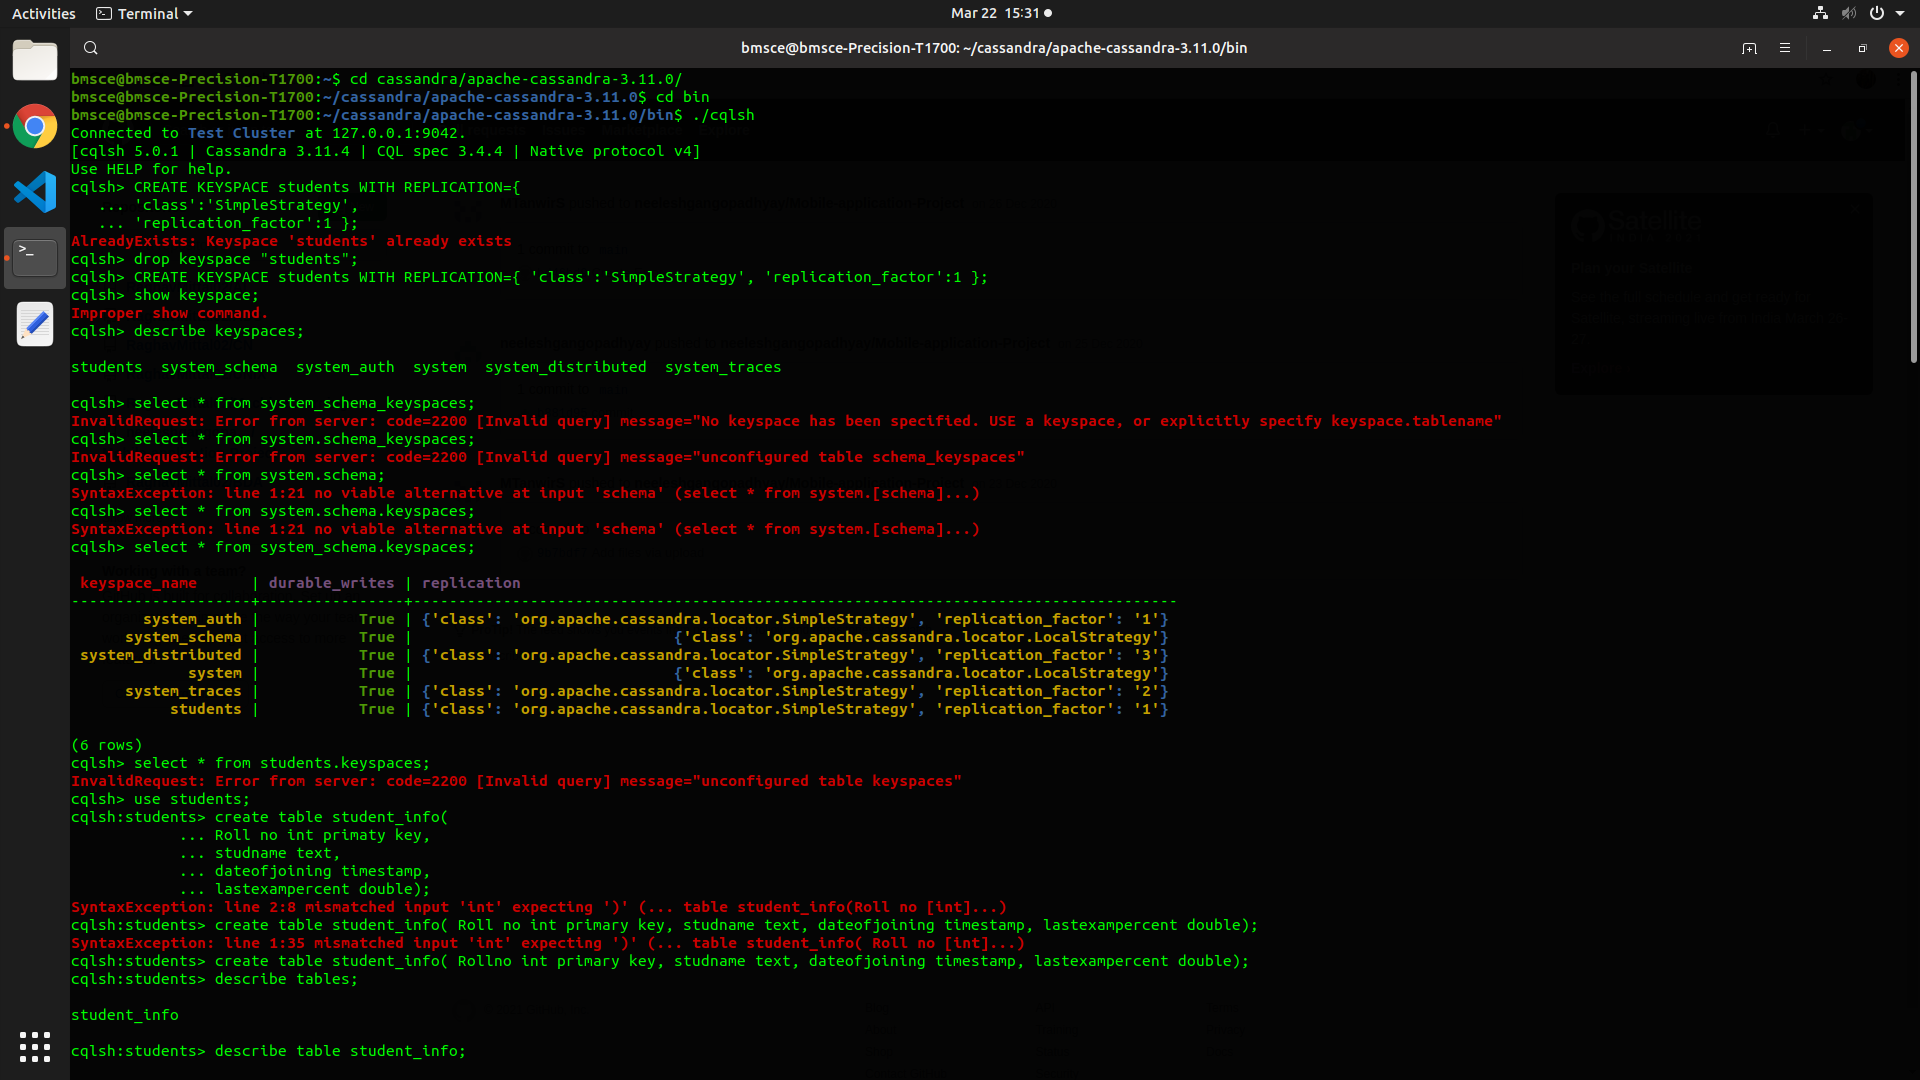 Activities Terminal Mar 22 15:31
bmsce@bmsce-Precision-T1700: ~/cassandra/apache-cassandra-3.11.0/bin
bmsce@bmsce-Precision-T1700:~$ cd cassandra/apache-cassandra-3.11.0/
bmsce@bmsce-Precision-T1700:~/cassandra/apache-cassandra-3.11.0$ cd bin
bmsce@bmsce-Precision-T1700:~/cassandra/apache-cassandra-3.11.0/bin$ ./cqlsh
Connected to Test Cluster at 127.0.0.1:9042.
[cqlsh 5.0.1 | Cassandra 3.11.4 | CQL spec 3.4.4 | Native protocol v4]
Use HELP for help.
cqlsh> CREATE KEYSPACE students WITH REPLICATION={
   ... 'class':'SimpleStrategy',
   ... 'replication_factor':1 };
AlreadyExists: Keyspace 'students' already exists
cqlsh> drop keyspace "students";
cqlsh> CREATE KEYSPACE students WITH REPLICATION={ 'class':'SimpleStrategy', 'replication_factor':1 };
cqlsh> show keyspace;
Improper show command.
cqlsh> describe keyspaces;
students  system_schema  system_auth  system  system_distributed  system_traces
cqlsh> select * from system_schema_keyspaces;
InvalidRequest: Error from server: code=2200 [Invalid query] message="No keyspace has been specified. USE a keyspace, or explicitly specify keyspace.tablename"
cqlsh> select * from system.schema_keyspaces;
InvalidRequest: Error from server: code=2200 [Invalid query] message="unconfigured table schema_keyspaces"
cqlsh> select * from system.schema;
SyntaxException: line 1:21 no viable alternative at input 'schema' (select * from system.[schema]...)
cqlsh> select * from system.schema.keyspaces;
SyntaxException: line 1:21 no viable alternative at input 'schema' (select * from system.[schema]...)
cqlsh> select * from system_schema.keyspaces;
 keyspace_name      | durable_writes | replication
--------------------+----------------+-------------------------------------------------------------------------------------
        system_auth |           True | {'class': 'org.apache.cassandra.locator.SimpleStrategy', 'replication_factor': '1'}
      system_schema |           True |                             {'class': 'org.apache.cassandra.locator.LocalStrategy'}
 system_distributed |           True | {'class': 'org.apache.cassandra.locator.SimpleStrategy', 'replication_factor': '3'}
             system |           True |                             {'class': 'org.apache.cassandra.locator.LocalStrategy'}
      system_traces |           True | {'class': 'org.apache.cassandra.locator.SimpleStrategy', 'replication_factor': '2'}
           students |           True | {'class': 'org.apache.cassandra.locator.SimpleStrategy', 'replication_factor': '1'}
(6 rows)
cqlsh> select * from students.keyspaces;
InvalidRequest: Error from server: code=2200 [Invalid query] message="unconfigured table keyspaces"
cqlsh> use students;
cqlsh:students> create table student_info(
            ... Roll no int primaty key,
            ... studname text,
            ... dateofjoining timestamp,
            ... lastexampercent double);
SyntaxException: line 2:8 mismatched input 'int' expecting ')' (... table student_info(Roll no [int]...)
cqlsh:students> create table student_info( Roll no int primary key, studname text, dateofjoining timestamp, lastexampercent double);
SyntaxException: line 1:35 mismatched input 'int' expecting ')' (... table student_info( Roll no [int]...)
cqlsh:students> create table student_info( Rollno int primary key, studname text, dateofjoining timestamp, lastexampercent double);
cqlsh:students> describe tables;
student_info
cqlsh:students> describe table student_info;